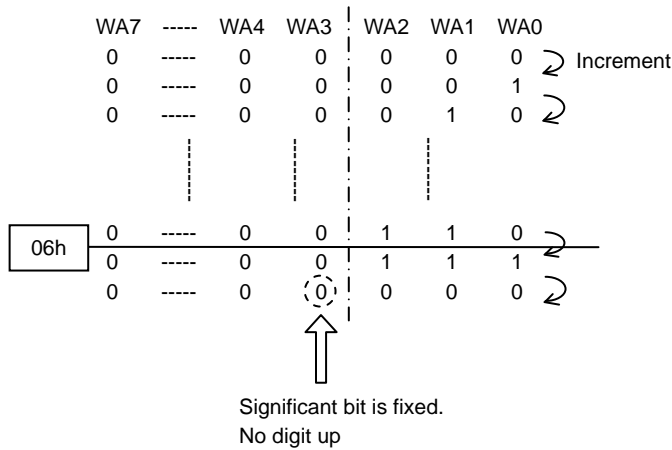 WA7 ----- WA4 WA3 WA2 WA1 WA0
0 ----- 0 0 0 0 0 Increment
0 ----- 0 0 0 0 1
0 ----- 0 0 0 1 0
0 ----- 0 0 1 1 0
06h
0 ----- 0 0 1 1 1
0 ----- 0 0 0 0 0
Significant bit is fixed.
No digit up